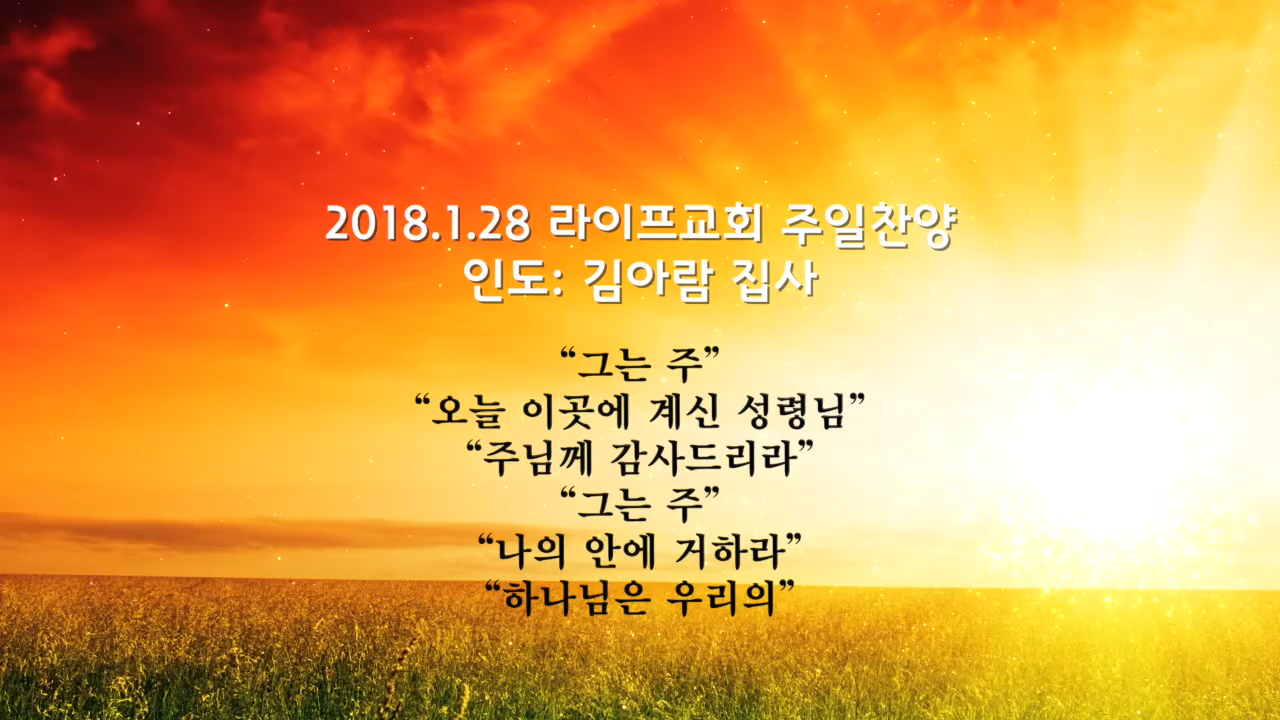 2018.1.28 라이프교회 주일찬양
인도: 김아람 집사
“그는 주”
“오늘 이곳에 계신 성령님”
“주님께 감사드리라”
“그는 주”
“나의 안에 거하라”
“하나님은 우리의”